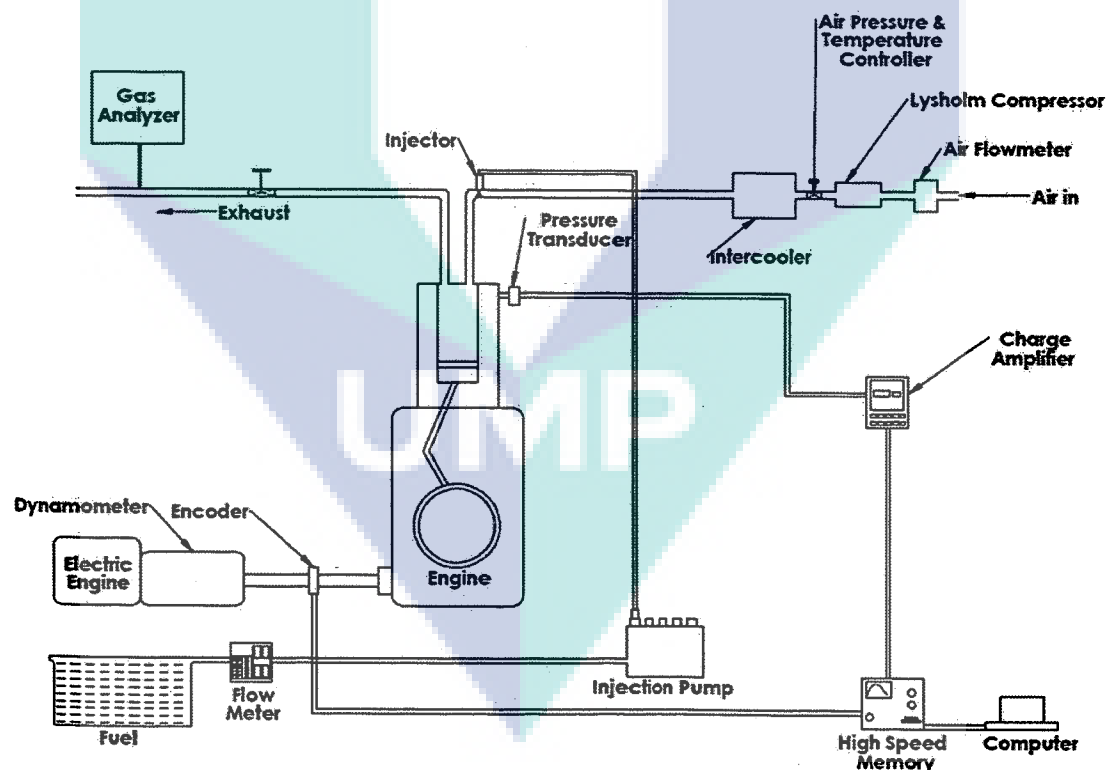 Air Pressure &
Temperature
Controller
Gas
Analyzer
Lysholm Compressor
Injector
Air Flowmeter
Exhaust
Air in
Pressure
Transducer
Intercooler
Charge
Amplifier
UMP
Dynamometer
Encoder
Electric
Engine
Engine
Injection Pump
Flow
Meter
Fuel
High Speed
Memory
Computer